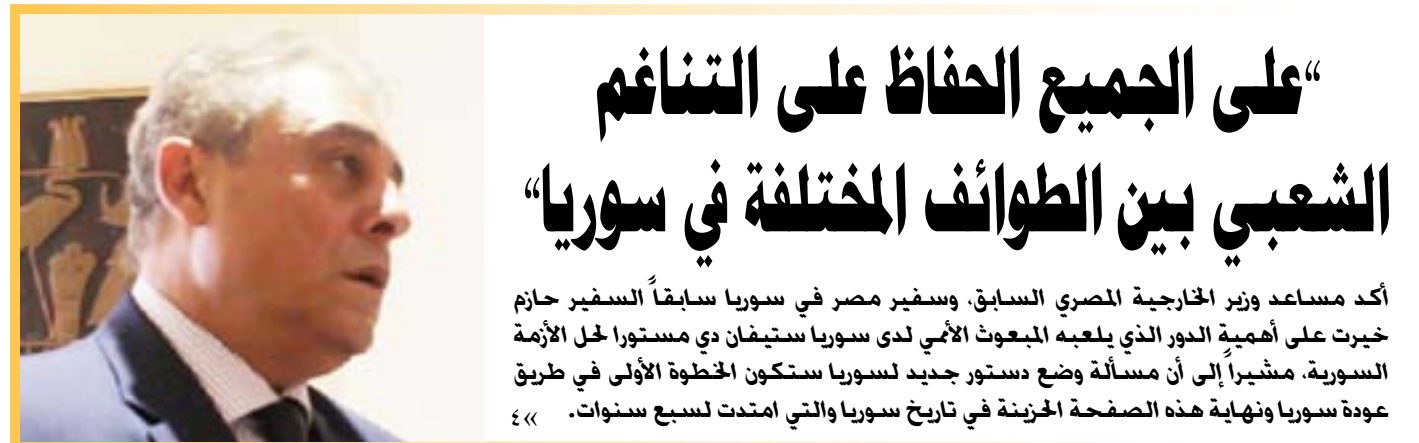 “على الجميع الحفاظ على التناغم
الشعبي بين الطوائف المختلفة في سوريا“
أكد مساعد وزير الخارجية المصري السابق، وسفير مصر في سوريا سابقاً السفير حازم
خيرت على أهمية الدور الذي يلعبه المبعوث الأممي لدى سوريا ستيفان دي مستورا لحل الأزمة
السورية، مشيراً إلى أن مسألة وضع دستور جديد لسوريا ستكون الخطوة الأولى في طريق
عودة سوريا ونهاية هذه الصفحة الحزينة في تاريخ سوريا والتي امتدت لسبع سنوات. »٤